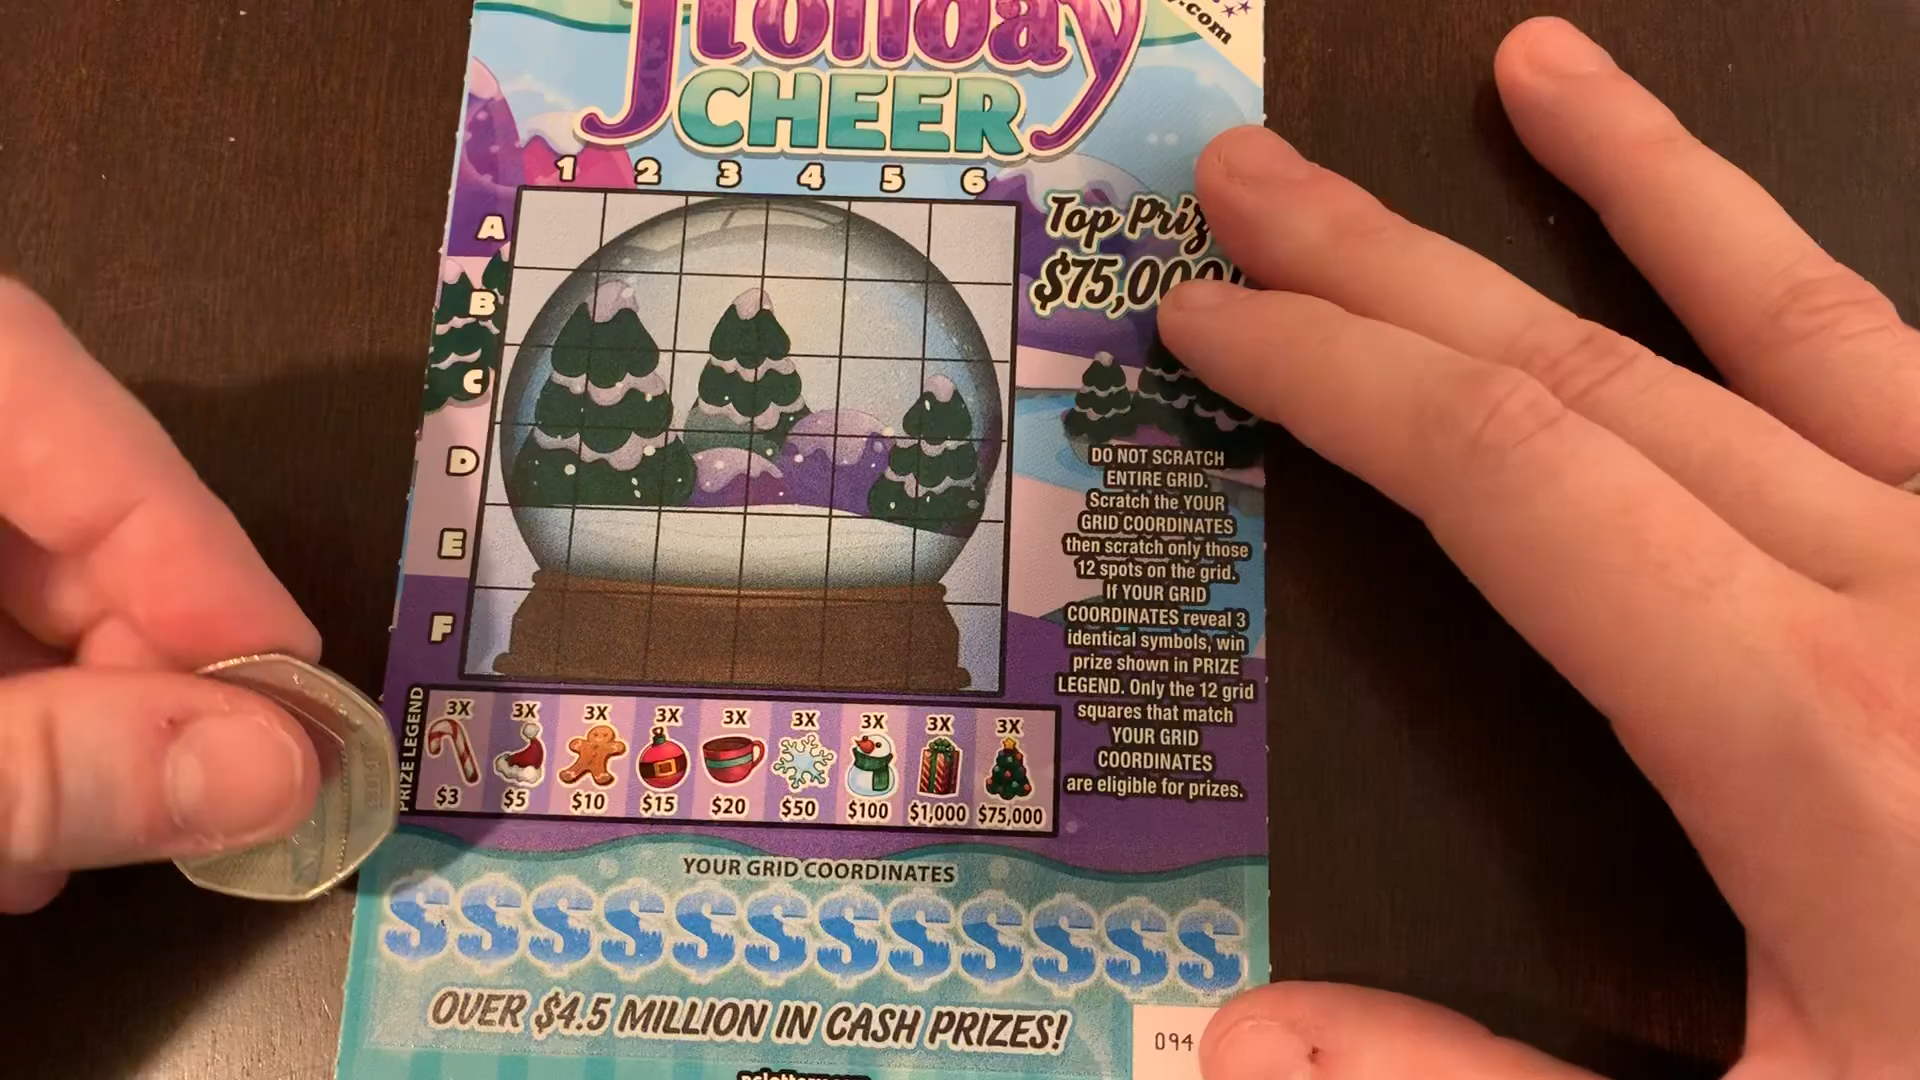 Holiday
.com
CHEER
1 2 3 4 5 6
A
B
C
D
E
F
Top
$75,000!
DO NOT SCRATCH
ENTIRE GRID.
Scratch the YOUR
GRID COORDINATES
then scratch only those
12 spots on the grid.
If YOUR GRID
COORDINATES reveal 3
identical symbols, win
prize shown in PRIZE
LEGEND. Only the 12 grid
squares that match
YOUR GRID
COORDINATES
are eligible for prizes.
PRIZE LEGEND
3X 3X 3X 3X 3X 3X 3X 3X 3X
$3 $5 $10 $15 $20 $50 $100 $1,000 $75,000
YOUR GRID COORDINATES
$ $ $ $ $ $ $ $ $ $ $ $
OVER $4.5 MILLION IN CASH PRIZES!
094